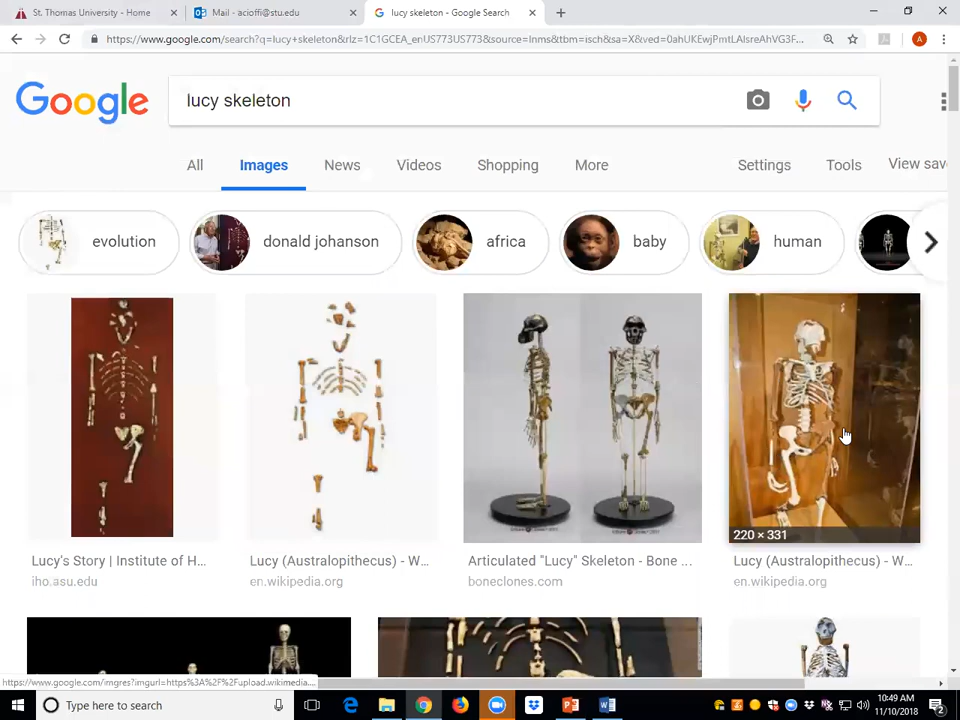 St. Thomas University - Home
Mail - acioffi@stu.edu
lucy skeleton - Google Search
https://www.google.com/search?q=lucy+skeleton&rlz=1C1GCEA_enUS773US773&source=lnms&tbm=isch&sa=X&ved=0ahUKEwjPmtLAlsreAhVG3F...
A
Google
lucy skeleton
All
Images
News
Videos
Shopping
More
Settings
Tools
View sav
evolution
donald johanson
africa
baby
human
220 × 331
Lucy's Story | Institute of H...
iho.asu.edu
Lucy (Australopithecus) - W...
en.wikipedia.org
Articulated "Lucy" Skeleton - Bone ...
boneclones.com
Lucy (Australopithecus) - W...
en.wikipedia.org
https://www.google.com/imgres?imgurl=https%3A%2F%2Fupload.wikimedia...
Type here to search
10:49 AM
11/10/2018
2